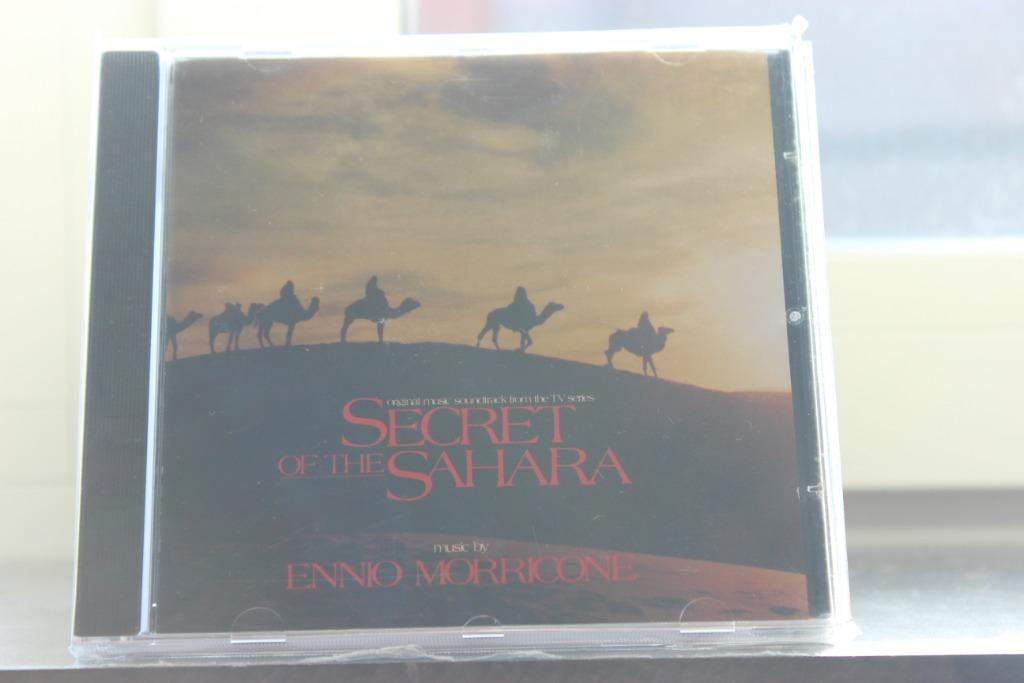 original music soundtrack from the TV series
SECRET
OF THE SAHARA
music by
ENNIO MORRICONE